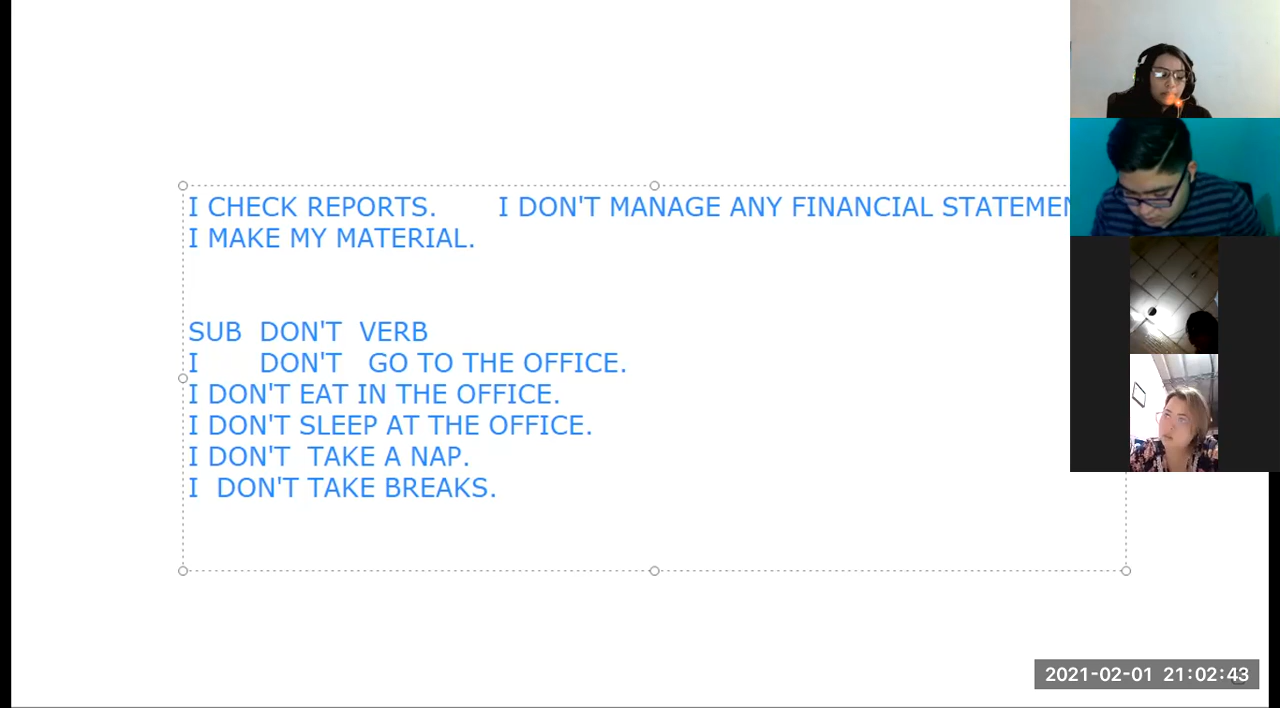 I CHECK REPORTS. I DON'T MANAGE ANY FINANCIAL
I MAKE MY MATERIAL.
SUB DON'T VERB
I DON'T GO TO THE OFFICE.
I DON'T EAT IN THE OFFICE.
I DON'T SLEEP AT THE OFFICE.
I DON'T TAKE A NAP.
I DON'T TAKE BREAKS.
2021-02-01 21:02:43